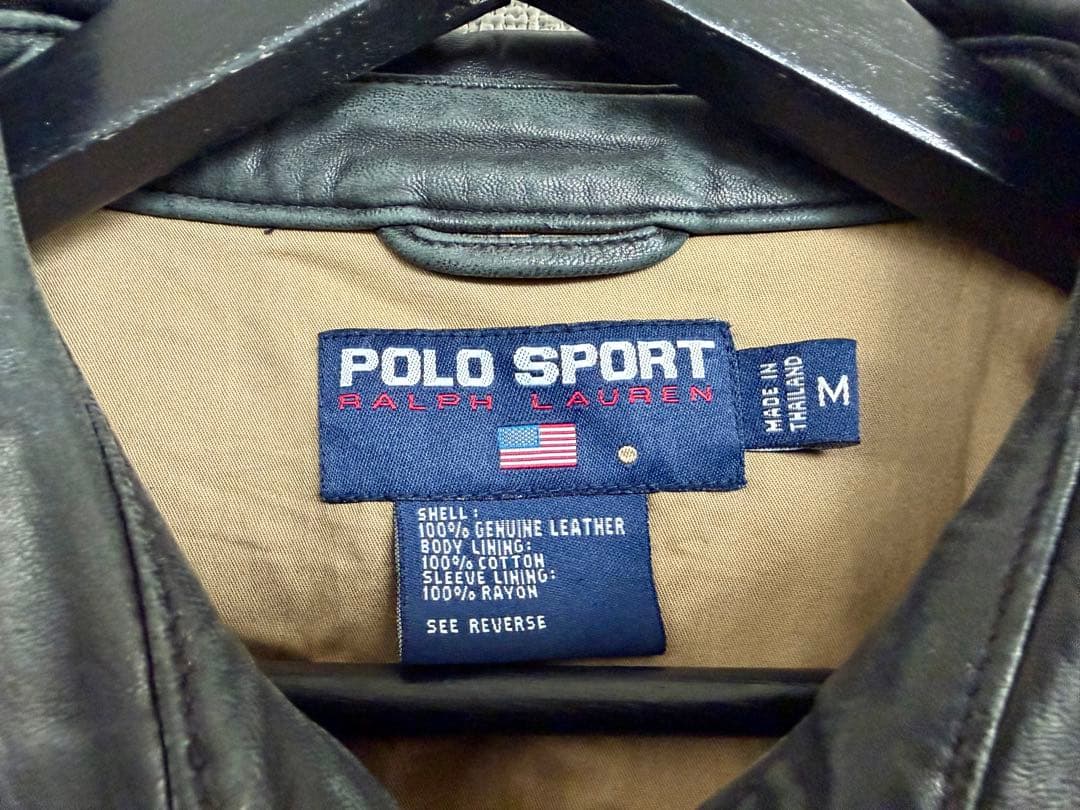 POLO SPORT
RALPH LAUREN
MADE IN
THAILAND
M
SHELL:
100% GENUINE LEATHER
BODY LINING:
100% COTTON
SLEEVE LINING:
100% RAYON
SEE REVERSE